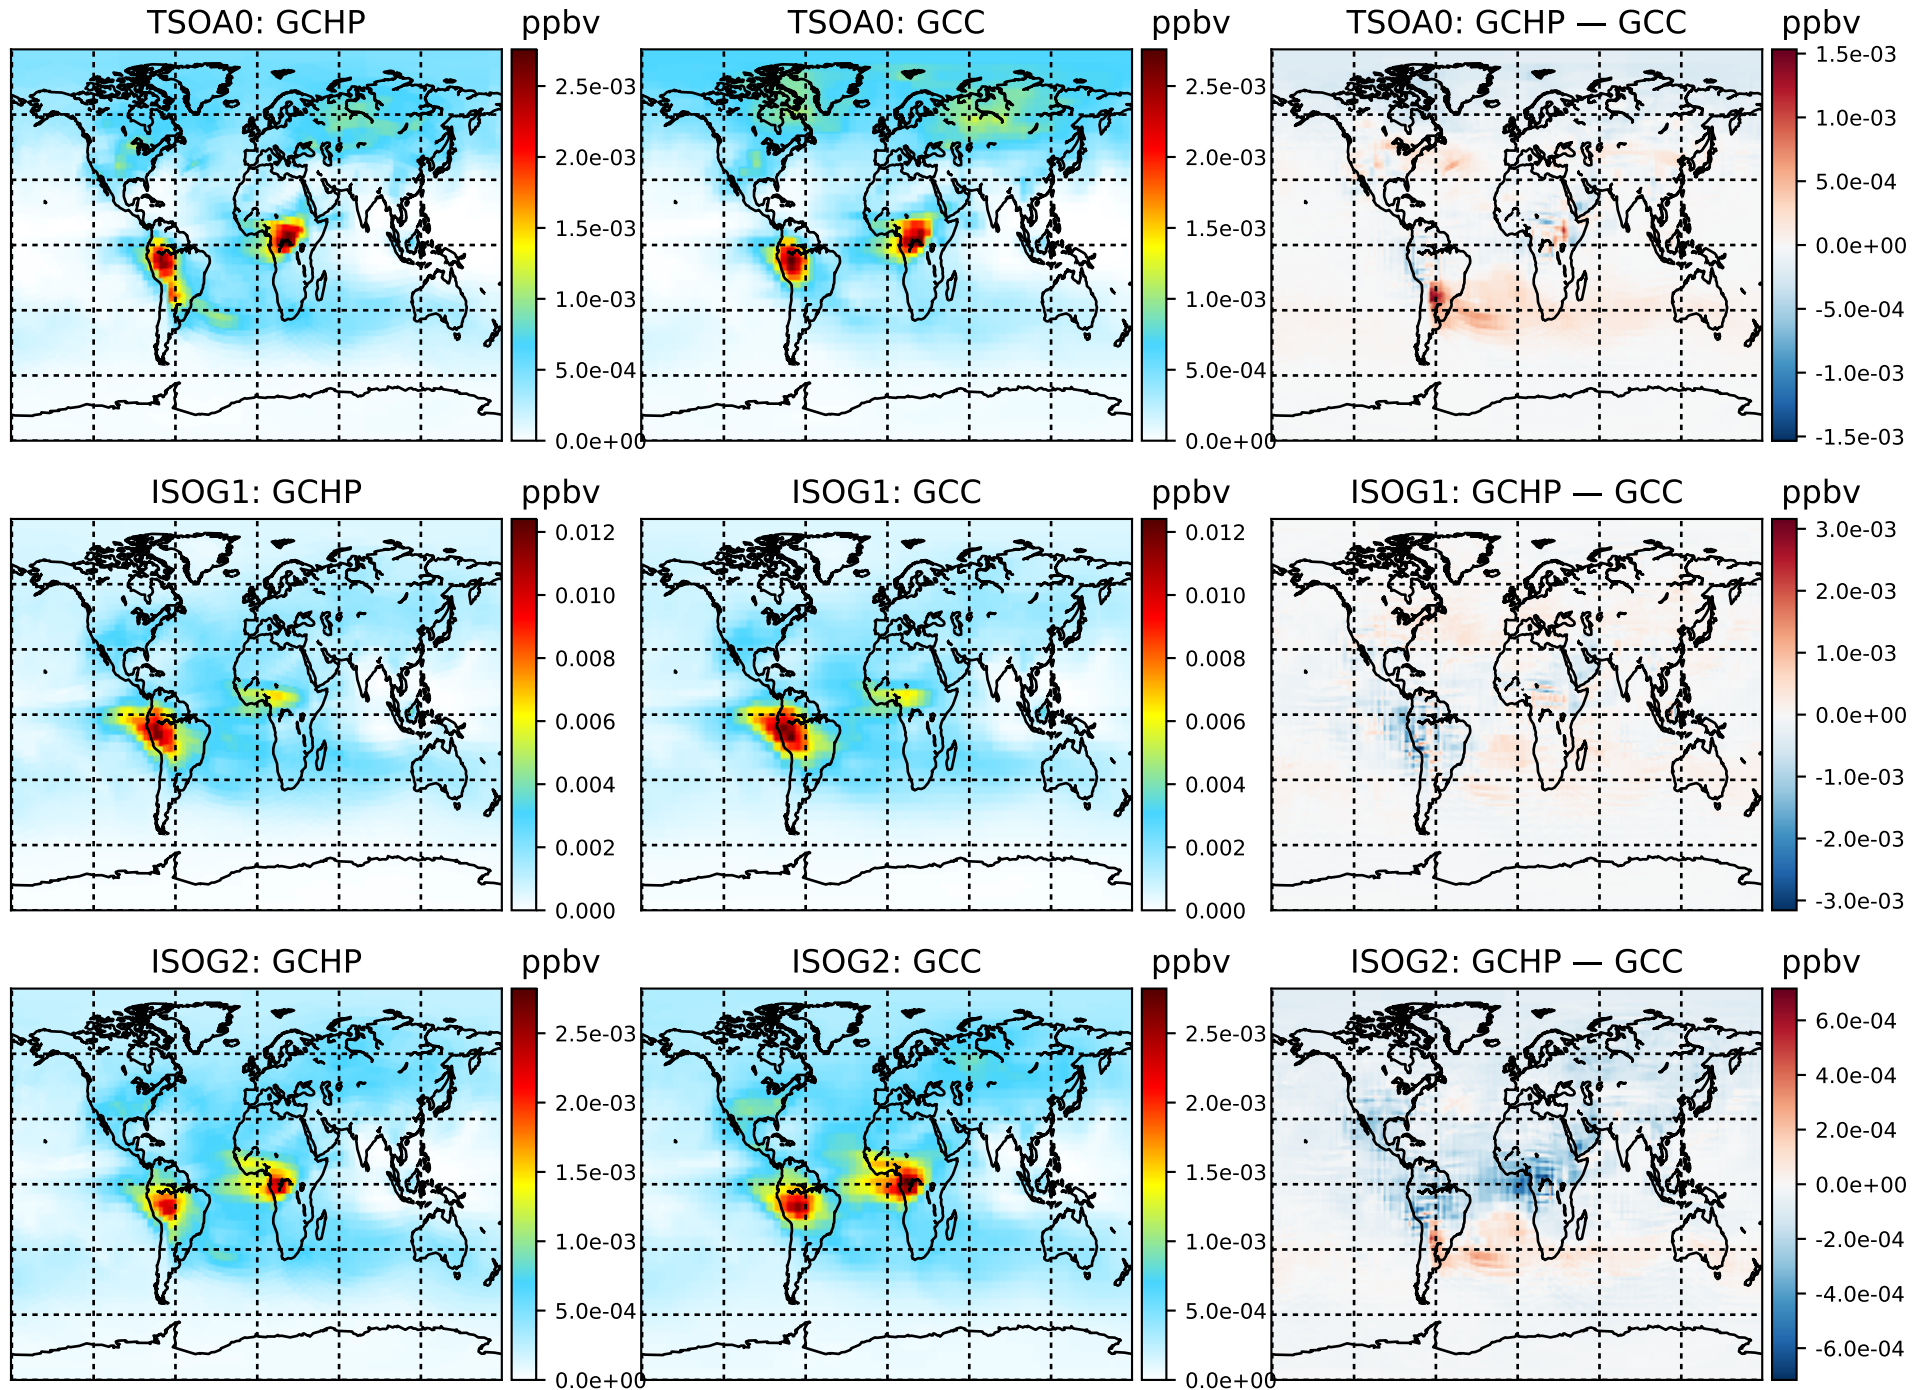 TSOA0: GCHP ppbv TSOA0: GCC ppbv TSOA0: GCHP — GCC ppbv
2.5e-03 2.5e-03 1.5e-03
2.0e-03 2.0e-03 1.0e-03
1.5e-03 1.5e-03 5.0e-04
1.0e-03 1.0e-03 0.0e+00
5.0e-04 5.0e-04 -5.0e-04
0.0e+00 0.0e+00 -1.0e-03
-1.5e-03
ISOG1: GCHP ppbv ISOG1: GCC ppbv ISOG1: GCHP — GCC ppbv
0.012 0.012 3.0e-03
0.010 0.010 2.0e-03
0.008 0.008 1.0e-03
0.006 0.006 0.0e+00
0.004 0.004 -1.0e-03
0.002 0.002 -2.0e-03
0.000 0.000 -3.0e-03
ISOG2: GCHP ppbv ISOG2: GCC ppbv ISOG2: GCHP — GCC ppbv
2.5e-03 2.5e-03 6.0e-04
2.0e-03 2.0e-03 4.0e-04
1.5e-03 1.5e-03 2.0e-04
1.0e-03 1.0e-03 0.0e+00
5.0e-04 5.0e-04 -2.0e-04
0.0e+00 0.0e+00 -4.0e-04
-6.0e-04